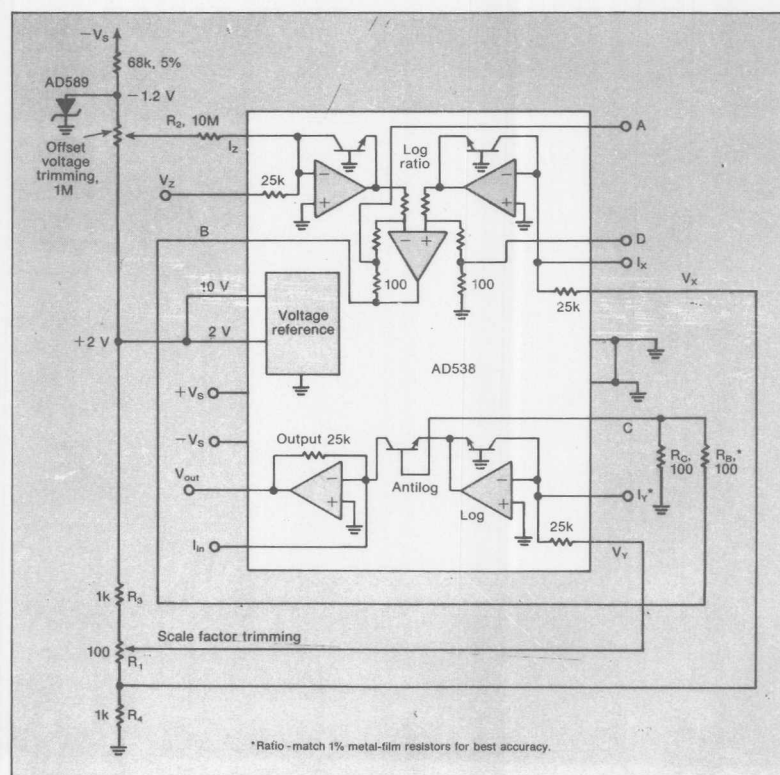 −Vs
68k, 5%
AD589
−1.2 V
R2, 10M
IZ
Offset
voltage
trimming,
1M
VZ
25k
Log
ratio
A
B
D
IX
100
100
25k
VX
10 V
+2 V
2 V
Voltage
reference
AD538
+Vs
−Vs
C
Output 25k
Vout
Antilog
Log
RC,
100
RB,*
100
IY*
25k
Iin
VY
1k R3
Scale factor trimming
100
R1
1k R4
*Ratio-match 1% metal-film resistors for best accuracy.